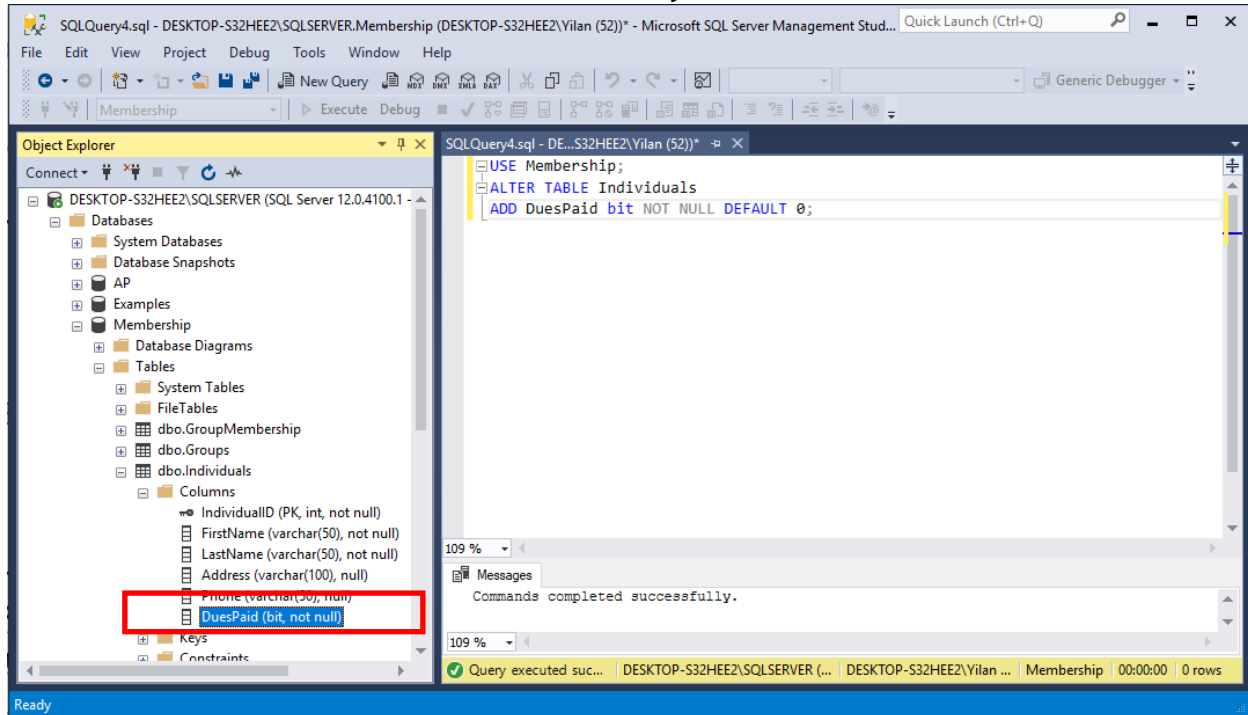 SQLQuery4.sql - DESKTOP-S32HEE2\SQLSERVER.Membership (DESKTOP-S32HEE2\Yilan (52))* - Microsoft SQL Server Management Stud...
Quick Launch (Ctrl+Q)
File Edit View Project Debug Tools Window Help
New Query MDX DMX XMLA DAX Generic Debugger
Membership Execute Debug
Object Explorer
Connect
DESKTOP-S32HEE2\SQLSERVER (SQL Server 12.0.4100.1 -
Databases
System Databases
Database Snapshots
AP
Examples
Membership
Database Diagrams
Tables
System Tables
FileTables
dbo.GroupMembership
dbo.Groups
dbo.Individuals
Columns
IndividualID (PK, int, not null)
FirstName (varchar(50), not null)
LastName (varchar(50), not null)
Address (varchar(100), null)
Phone (varchar(50), null)
DuesPaid (bit, not null)
Keys
Constraints
SQLQuery4.sql - DE...S32HEE2\Yilan (52))*
USE Membership;
ALTER TABLE Individuals
ADD DuesPaid bit NOT NULL DEFAULT 0;
109 %
Messages
Commands completed successfully.
109 %
Query executed suc... DESKTOP-S32HEE2\SQLSERVER (... DESKTOP-S32HEE2\Yilan ... Membership 00:00:00 0 rows
Ready